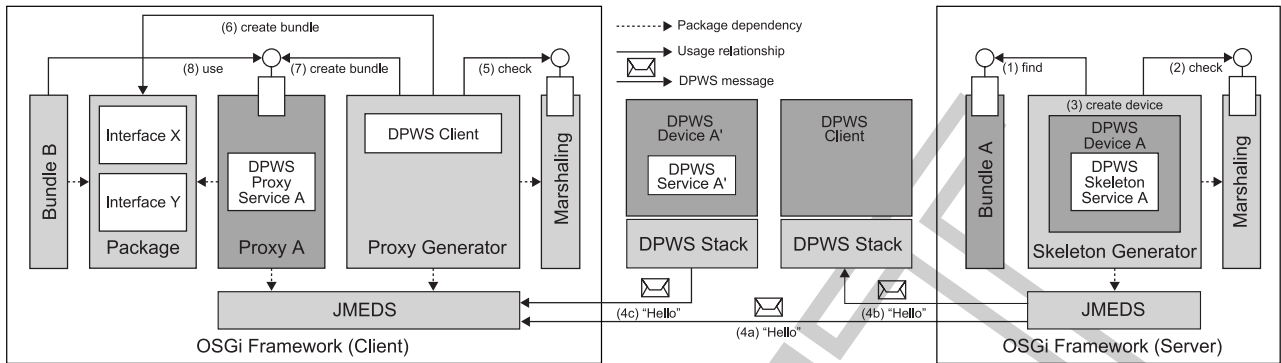 (6) create bundle
(8) use
(7) create bundle
(5) check
Bundle B
Interface X
Interface Y
Package
DPWS
Proxy
Service A
Proxy A
DPWS Client
Proxy Generator
Marshaling
JMEDS
OSGi Framework (Client)
Package dependency
Usage relationship
DPWS message
DPWS
Device A'
DPWS
Service A'
DPWS Stack
DPWS
Client
DPWS Stack
(4c) “Hello”
(4a) “Hello”
(4b) “Hello”
(1) find
(2) check
(3) create device
Bundle A
DPWS
Device A
DPWS
Skeleton
Service A
Skeleton Generator
Marshaling
JMEDS
OSGi Framework (Server)